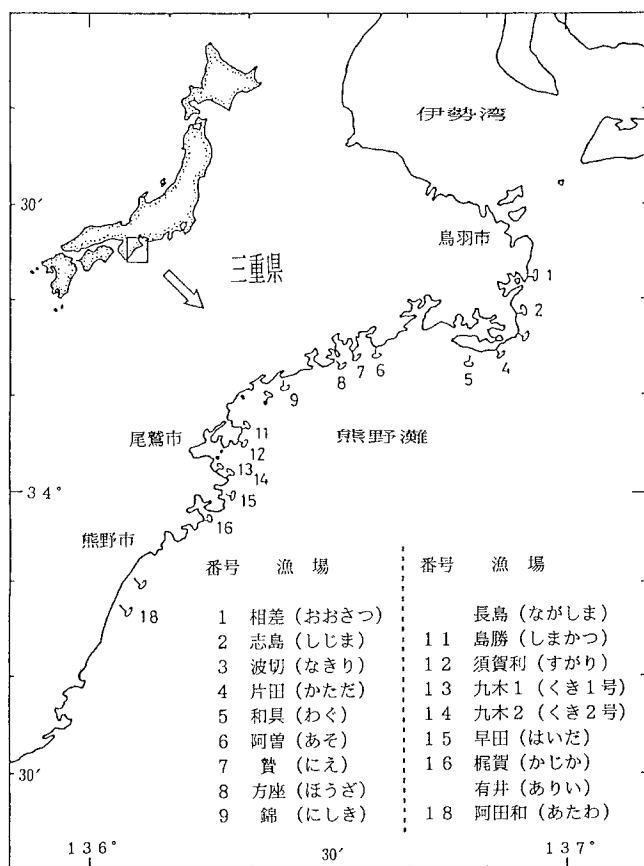 伊勢湾
30′
鳥羽市
三重県
1
2
8 7 6 5 4
9
尾鷲市
熊野灘
11
12
13
14
34°
15
16
熊野市
18
番号 漁場
1 相差(おおさつ)
2 志島(しじま)
3 波切(なきり)
4 片田(かただ)
5 和具(わぐ)
6 阿曽(あそ)
7 贄(にえ)
8 方座(ほうざ)
9 錦(にしき)
番号 漁場
長島(ながしま)
11 島勝(しまかつ)
12 須賀利(すがり)
13 九木1(くき1号)
14 九木2(くき2号)
15 早田(はいだ)
16 梶賀(かじか)
有井(ありい)
18 阿田和(あたわ)
30′
136° 30′ 137°